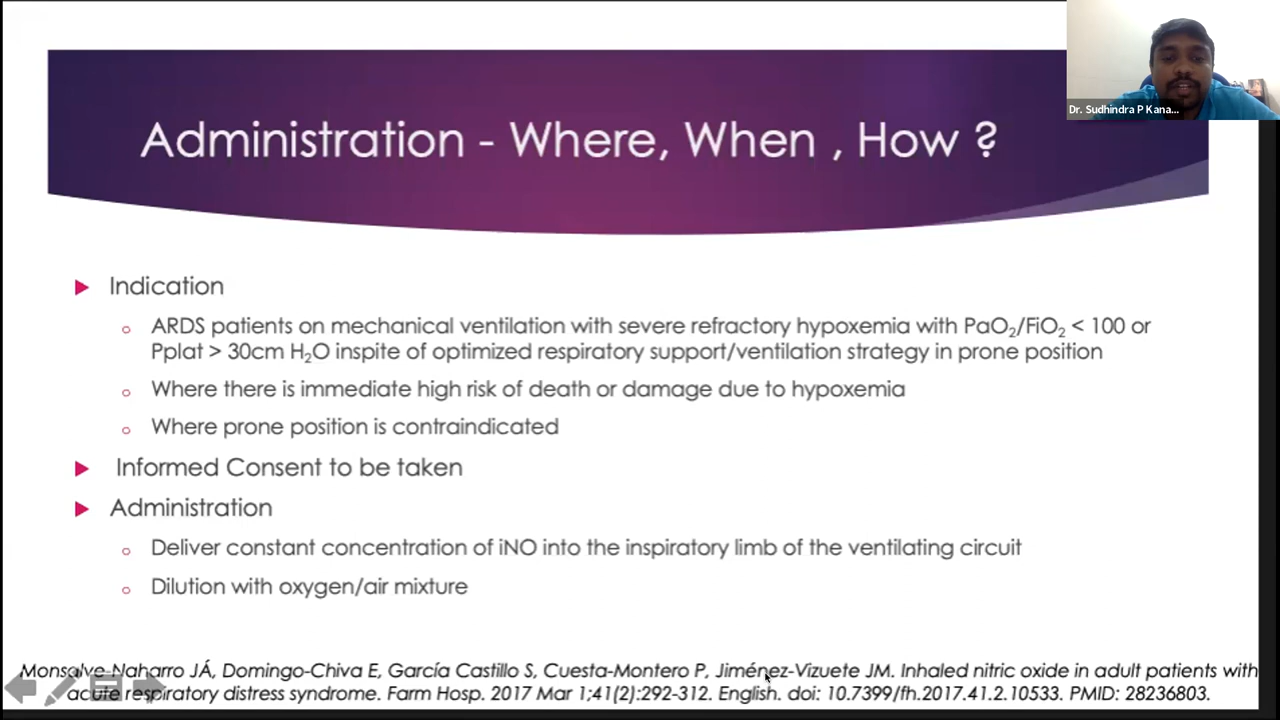 Dr. Sudhindra P Kana...
Administration - Where, When , How ?
Indication
ARDS patients on mechanical ventilation with severe refractory hypoxemia with PaO₂/FiO₂ < 100 or
Pplat > 30cm H₂O inspite of optimized respiratory support/ventilation strategy in prone position
Where there is immediate high risk of death or damage due to hypoxemia
Where prone position is contraindicated
Informed Consent to be taken
Administration
Deliver constant concentration of iNO into the inspiratory limb of the ventilating circuit
Dilution with oxygen/air mixture
Monsalve-Naharro JÁ, Domingo-Chiva E, García Castillo S, Cuesta-Montero P, Jiménez-Vizuete JM. Inhaled nitric oxide in adult patients with
acute respiratory distress syndrome. Farm Hosp. 2017 Mar 1;41(2):292-312. English. doi: 10.7399/fh.2017.41.2.10533. PMID: 28236803.